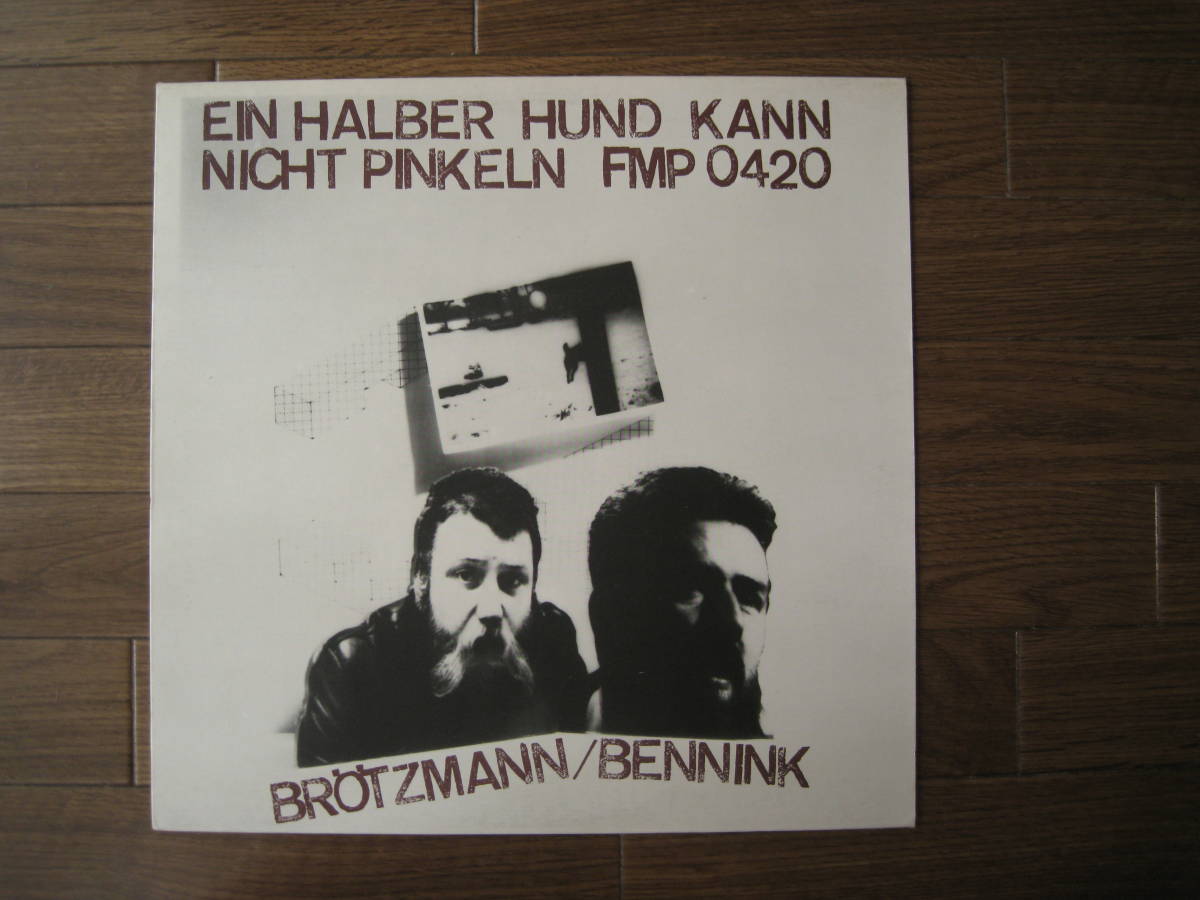 EIN HALBER HUND KANN
NICHT PINKELN FMP 0420
BRÖTZMANN/BENNINK